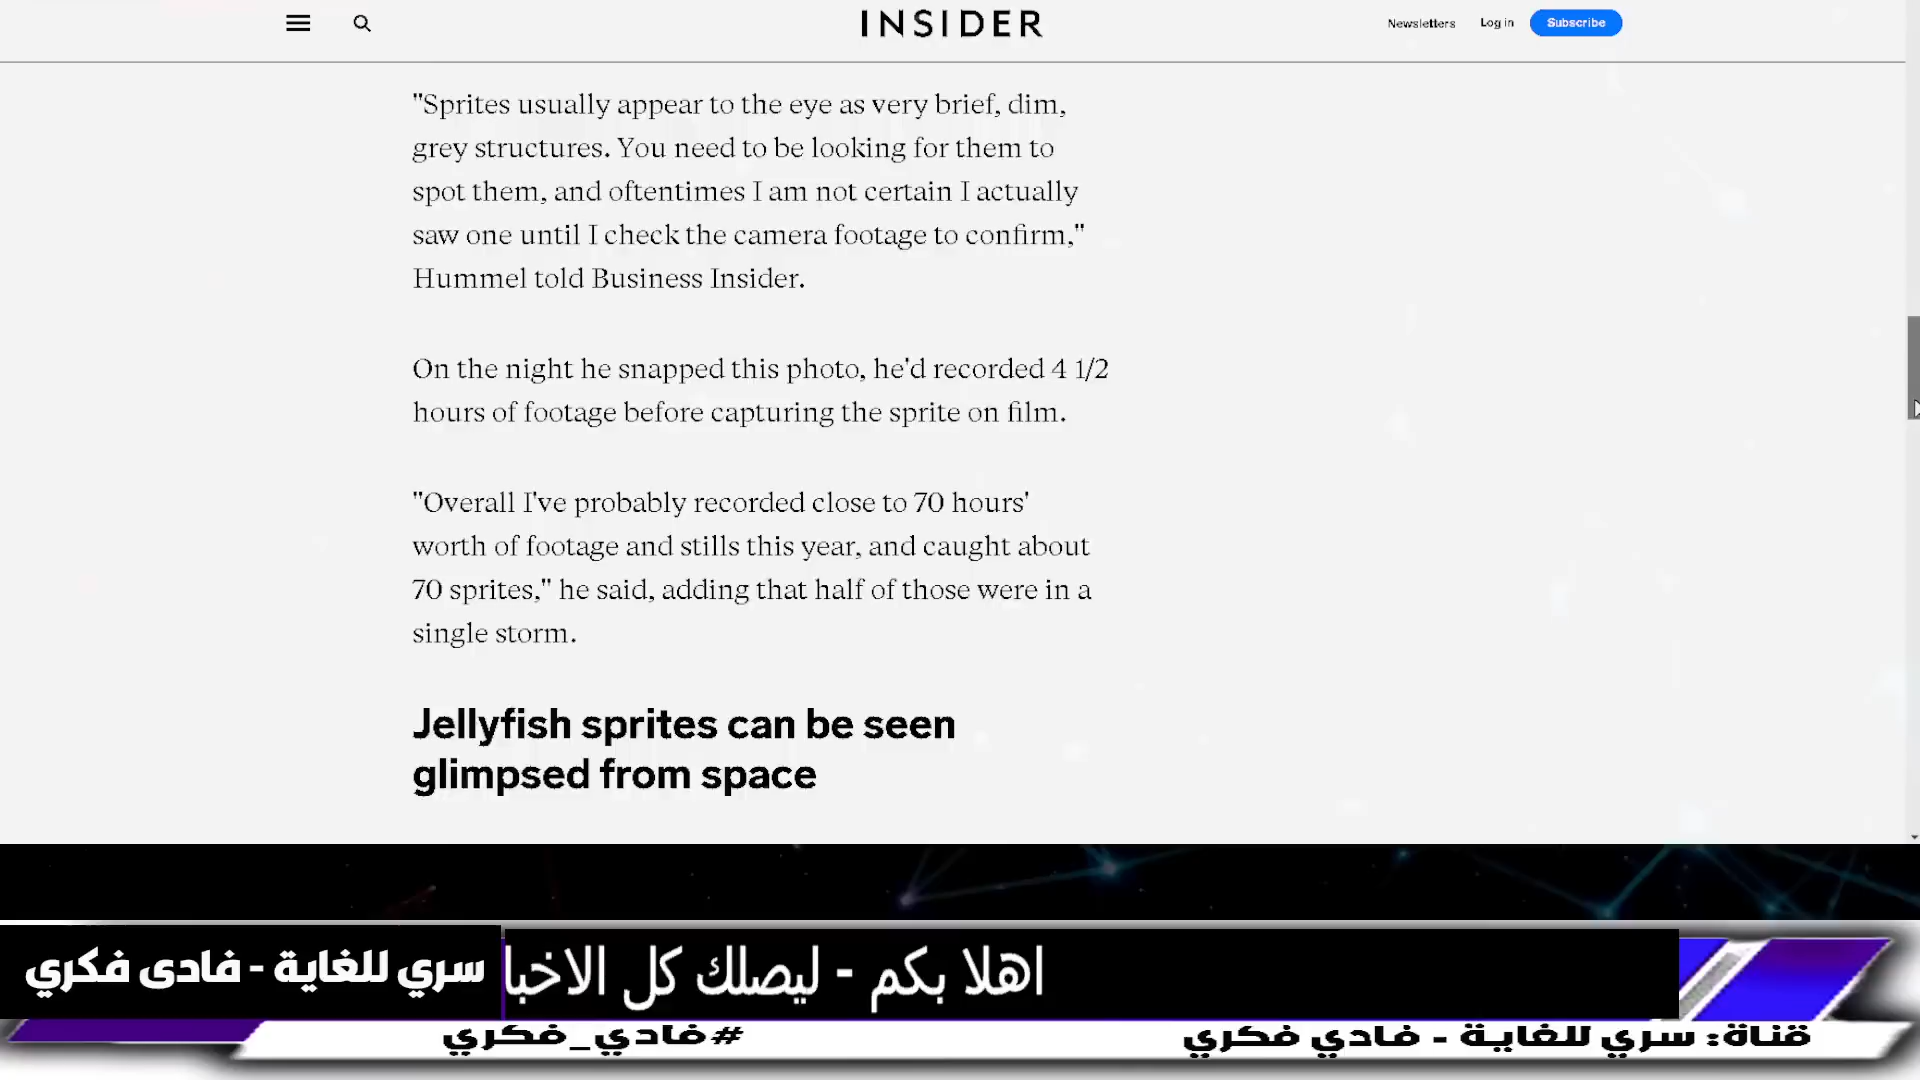 INSIDER
Newsletters
Log in
Subscribe
"Sprites usually appear to the eye as very brief, dim,
grey structures. You need to be looking for them to
spot them, and oftentimes I am not certain I actually
saw one until I check the camera footage to confirm,"
Hummel told Business Insider.
On the night he snapped this photo, he'd recorded 4 1/2
hours of footage before capturing the sprite on film.
"Overall I've probably recorded close to 70 hours'
worth of footage and stills this year, and caught about
70 sprites," he said, adding that half of those were in a
single storm.
Jellyfish sprites can be seen
glimpsed from space
اهلا بكم - ليصلك كل الاخبا
سري للغاية - فادى فكري
قناة: سري للغاية - فادي فكري
#فادي_فكري